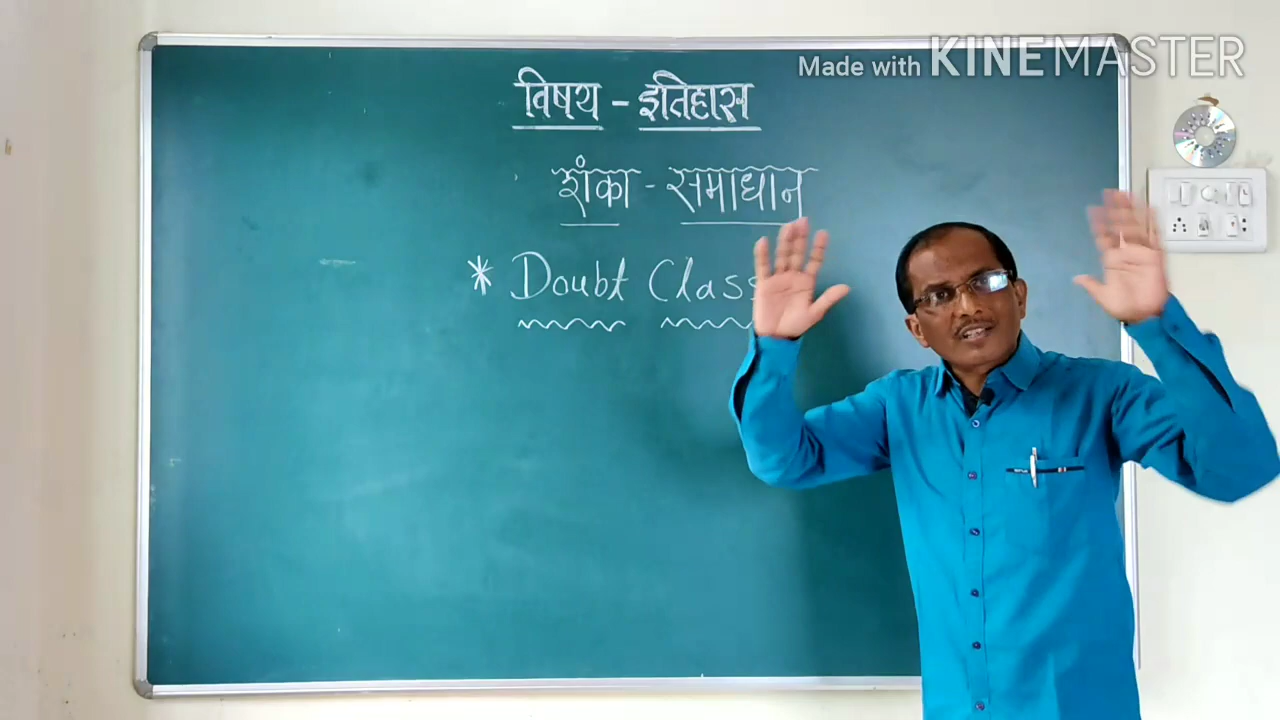 Made with KINEMASTER
विषय - इतिहास
शंका - समाधान
* Doubt Class